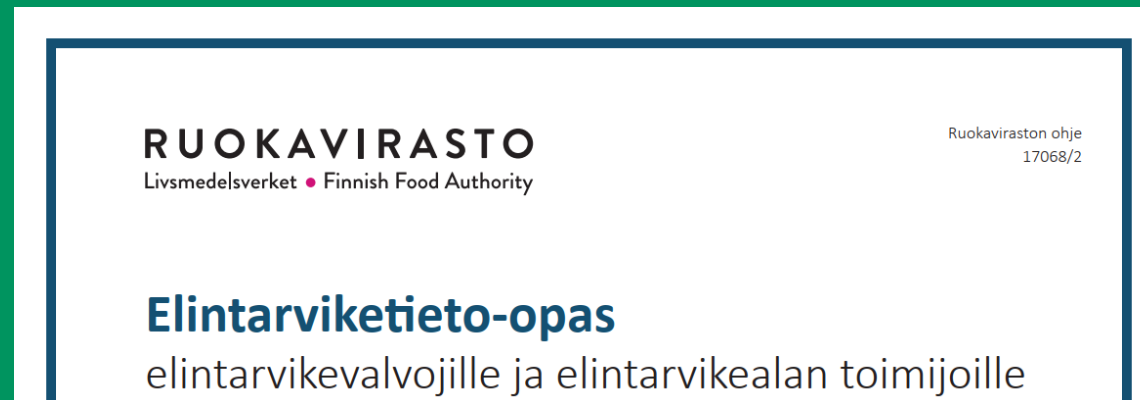 RUOKAVIRASTO
Livsmedelsverket • Finnish Food Authority
Ruokaviraston ohje
17068/2
Elintarviketieto-opas
elintarvikevalvojille ja elintarvikealan toimijoille